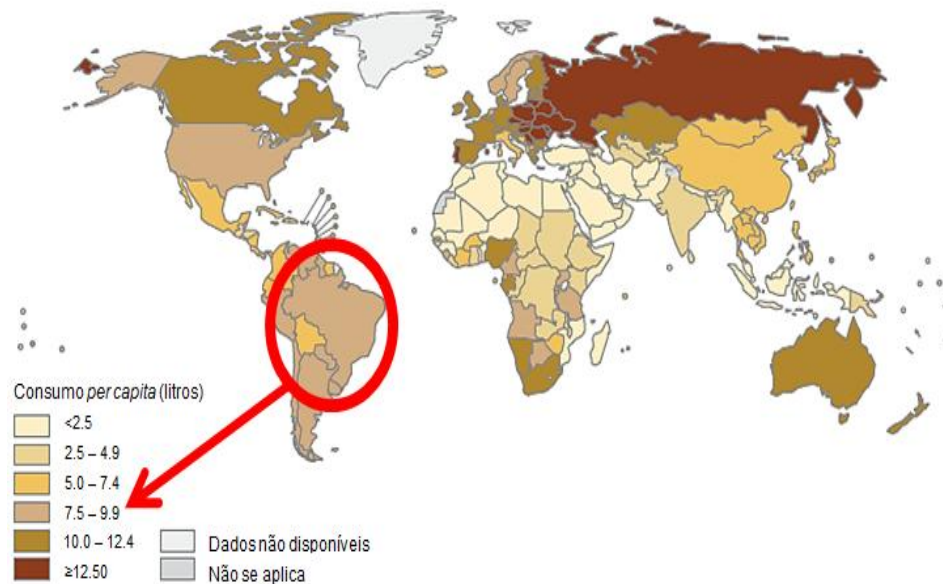 Consumo per capita (litros)
<2.5
2.5 – 4.9
5.0 – 7.4
7.5 – 9.9
10.0 – 12.4
≥12.50
Dados não disponíveis
Não se aplica